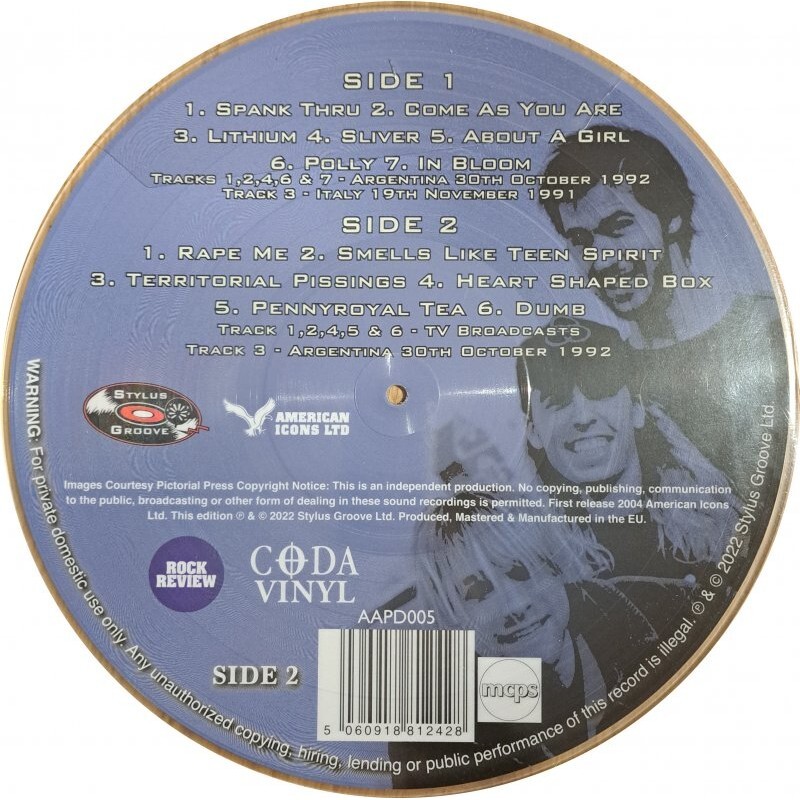 SIDE 1
1. SPANK THRU 2. COME AS YOU ARE
3. LITHIUM 4. SLIVER 5. ABOUT A GIRL
6. POLLY 7. IN BLOOM
TRACKS 1,2,4,6 & 7 - ARGENTINA 30TH OCTOBER 1992
TRACK 3 - ITALY 19TH NOVEMBER 1991
SIDE 2
1. RAPE ME 2. SMELLS LIKE TEEN SPIRIT
3. TERRITORIAL PISSINGS 4. HEART SHAPED BOX
5. PENNYROYAL TEA 6. DUMB
TRACK 1,2,4,5 & 6 - TV BROADCASTS
TRACK 3 - ARGENTINA 30TH OCTOBER 1992
STYLUS
GROOVE
AMERICAN
ICONS LTD
Images Courtesy Pictorial Press Copyright Notice: This is an independent production. No copying, publishing, communication
to the public, broadcasting or other form of dealing in these sound recordings is permitted. First release 2004 American Icons
Ltd. This edition ℗ & © 2022 Stylus Groove Ltd. Produced, Mastered & Manufactured in the EU.
ROCK
REVIEW
CODA
VINYL
AAPD005
SIDE 2
5 060918 812428
mcps
WARNING: For private domestic use only. Any unauthorized copying, hiring, lending or public performance of this record is illegal. ℗ & © 2022 Stylus Groove Ltd